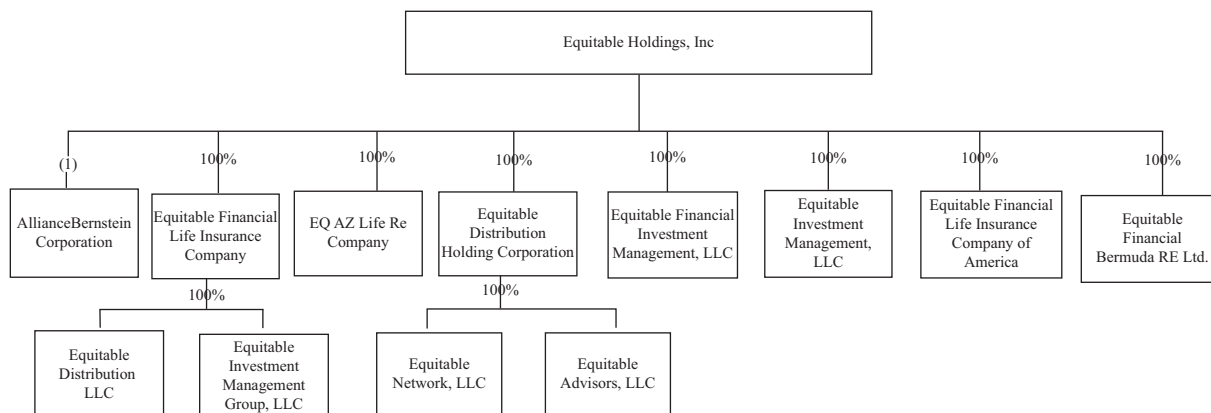 Equitable Holdings, Inc
(1)
100%
100%
100%
100%
100%
100%
100%
AllianceBernstein
Corporation
Equitable Financial
Life Insurance
Company
EQ AZ Life Re
Company
Equitable
Distribution
Holding Corporation
Equitable Financial
Investment
Management, LLC
Equitable
Investment
Management,
LLC
Equitable Financial
Life Insurance
Company of
America
Equitable
Financial
Bermuda RE Ltd.
100%
100%
Equitable
Distribution
LLC
Equitable
Investment
Management
Group, LLC
Equitable
Network, LLC
Equitable
Advisors, LLC